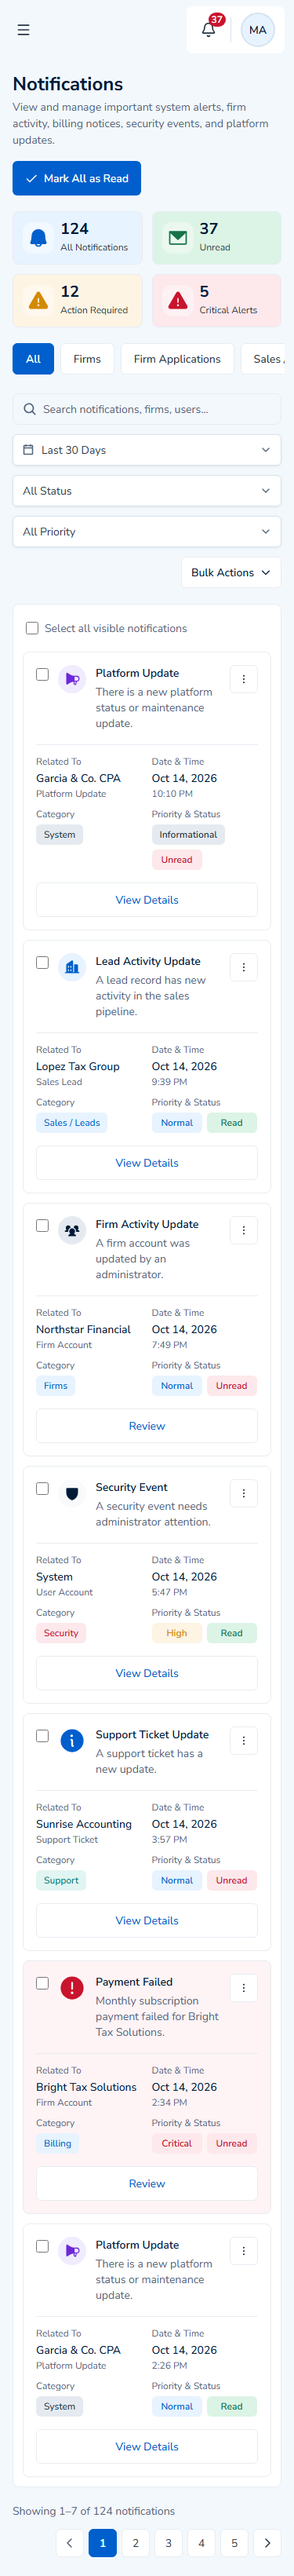 37
MA
Notifications
View and manage important system alerts, firm
activity, billing notices, security events, and platform
updates.
Mark All as Read
124
All Notifications
37
Unread
12
Action Required
5
Critical Alerts
All
Firms
Firm Applications
Sales
Search notifications, firms, users...
Last 30 Days
All Status
All Priority
Bulk Actions
Select all visible notifications
Platform Update
There is a new platform
status or maintenance
update.
Related To
Date & Time
Garcia & Co. CPA
Oct 14, 2026
Platform Update
10:10 PM
Category
Priority & Status
System
Informational
Unread
View Details
Lead Activity Update
A lead record has new
activity in the sales
pipeline.
Related To
Date & Time
Lopez Tax Group
Oct 14, 2026
Sales Lead
9:39 PM
Category
Priority & Status
Sales / Leads
Normal
Read
View Details
Firm Activity Update
A firm account was
updated by an
administrator.
Related To
Date & Time
Northstar Financial
Oct 14, 2026
Firm Account
7:49 PM
Category
Priority & Status
Firms
Normal
Unread
Review
Security Event
A security event needs
administrator attention.
Related To
Date & Time
System
Oct 14, 2026
User Account
5:47 PM
Category
Priority & Status
Security
High
Read
View Details
Support Ticket Update
A support ticket has a
new update.
Related To
Date & Time
Sunrise Accounting
Oct 14, 2026
Support Ticket
3:57 PM
Category
Priority & Status
Support
Normal
Unread
View Details
Payment Failed
Monthly subscription
payment failed for Bright
Tax Solutions.
Related To
Date & Time
Bright Tax Solutions
Oct 14, 2026
Firm Account
2:34 PM
Category
Priority & Status
Billing
Critical
Unread
Review
Platform Update
There is a new platform
status or maintenance
update.
Related To
Date & Time
Garcia & Co. CPA
Oct 14, 2026
Platform Update
2:26 PM
Category
Priority & Status
System
Normal
Read
View Details
Showing 1–7 of 124 notifications
1
2
3
4
5